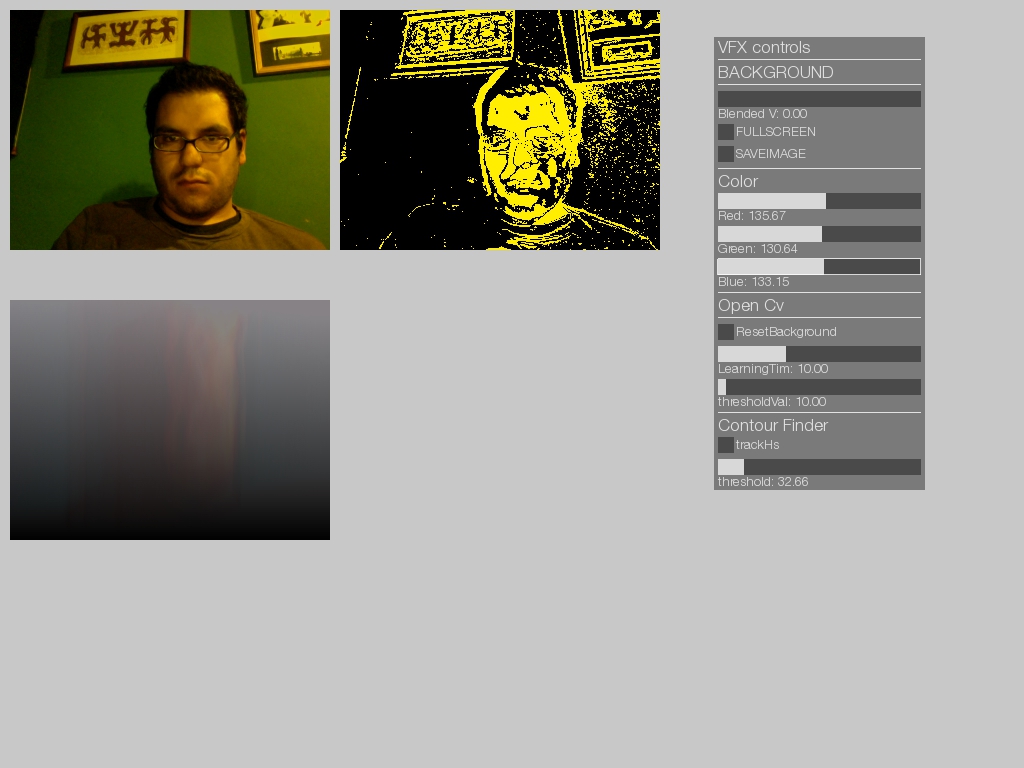 VFX controls
BACKGROUND
Blended V: 0.00
FULLSCREEN
SAVEIMAGE
Color
Red: 135.67
Green: 130.64
Blue: 133.15
Open Cv
ResetBackground
LearningTim: 10.00
thresholdVal: 10.00
Contour Finder
trackHs
threshold: 32.66